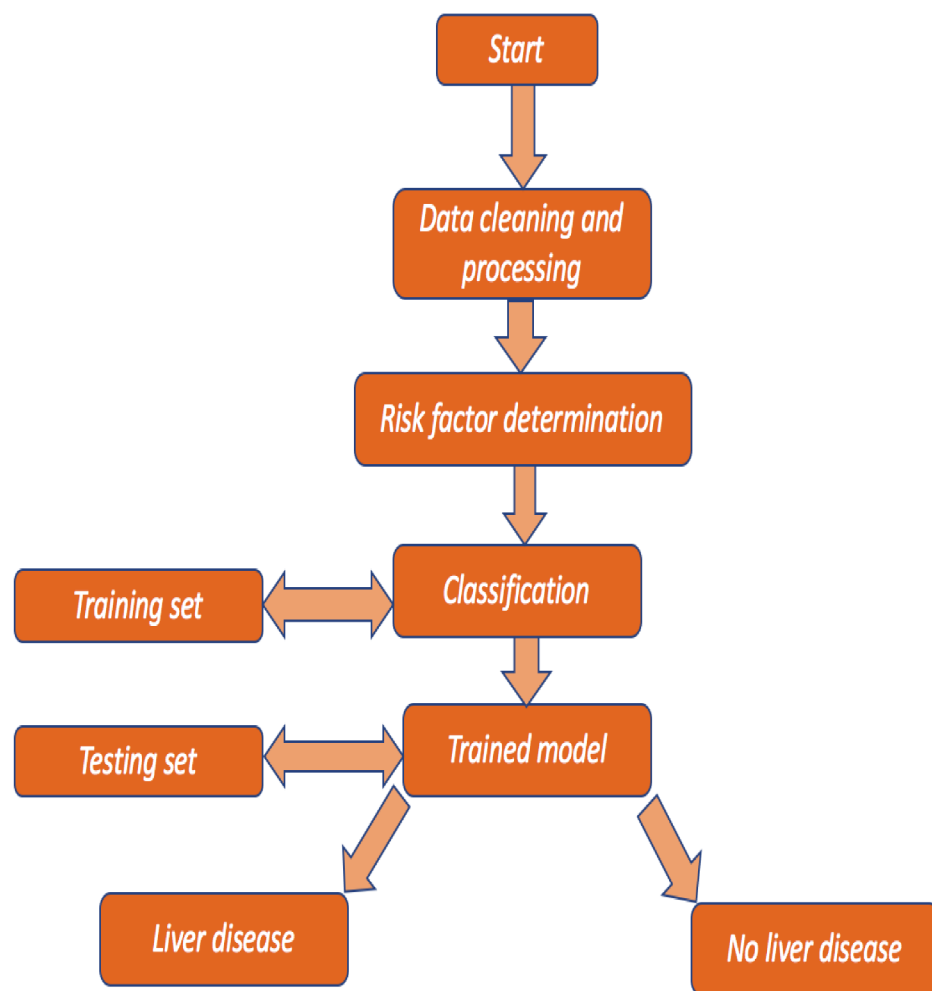 Start
Data cleaning and
processing
Risk factor determination
Classification
Training set
Trained model
Testing set
Liver disease
No liver disease